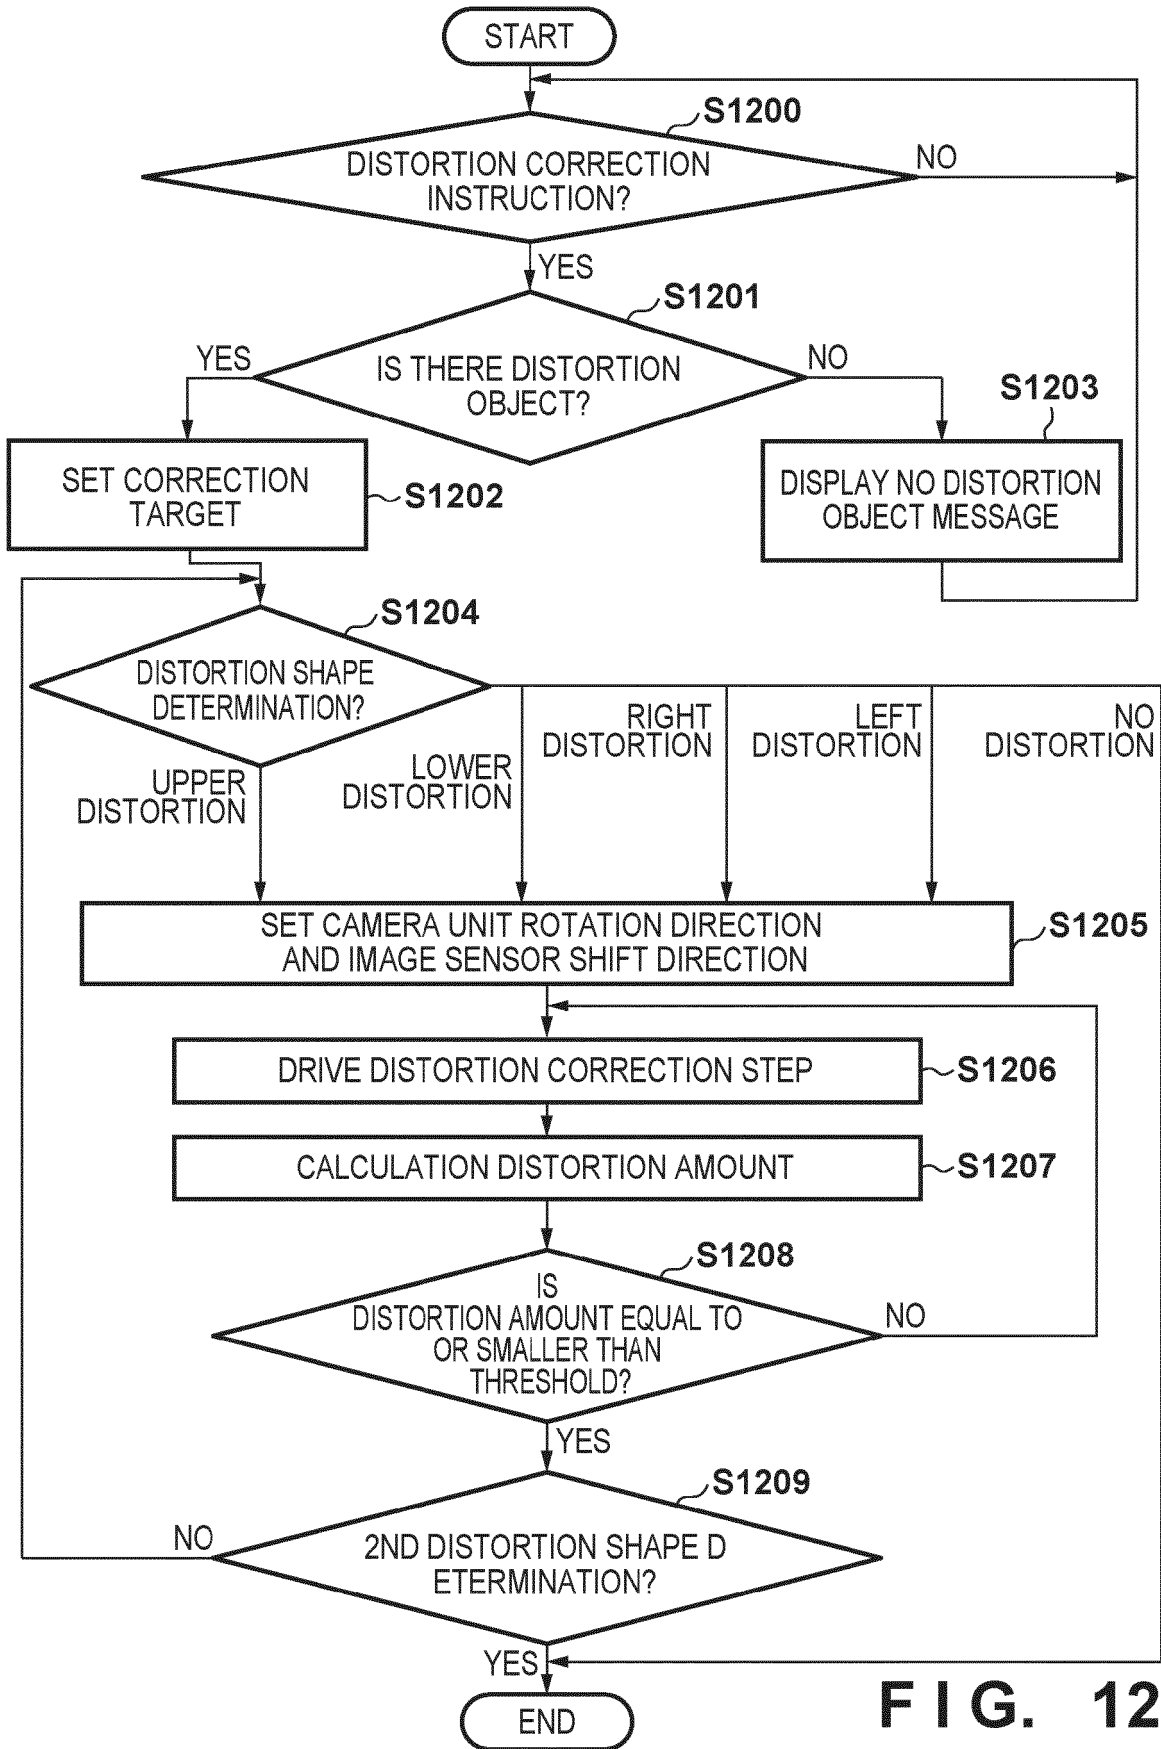 START
S1200
DISTORTION CORRECTION
INSTRUCTION?
NO
YES
S1201
IS THERE DISTORTION
OBJECT?
YES
NO
S1203
SET CORRECTION
TARGET
S1202
DISPLAY NO DISTORTION
OBJECT MESSAGE
S1204
DISTORTION SHAPE
DETERMINATION?
UPPER
DISTORTION
LOWER
DISTORTION
RIGHT
DISTORTION
LEFT
DISTORTION
NO
DISTORTION
SET CAMERA UNIT ROTATION DIRECTION
AND IMAGE SENSOR SHIFT DIRECTION
S1205
DRIVE DISTORTION CORRECTION STEP
S1206
CALCULATION DISTORTION AMOUNT
S1207
S1208
IS
DISTORTION AMOUNT EQUAL TO
OR SMALLER THAN
THRESHOLD?
NO
YES
S1209
2ND DISTORTION SHAPE D
ETERMINATION?
NO
YES
END
FIG. 12